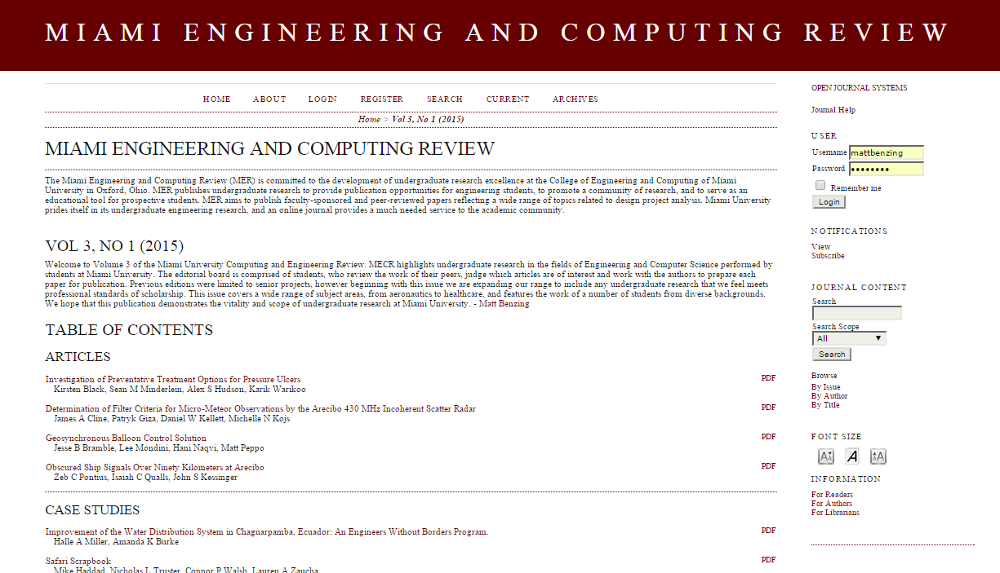 MIAMI ENGINEERING AND COMPUTING REVIEW
HOME ABOUT LOGIN REGISTER SEARCH CURRENT ARCHIVES
Home > Vol 3, No 1 (2015)
MIAMI ENGINEERING AND COMPUTING REVIEW
The Miami Engineering and Computing Review (MER) is committed to the development of undergraduate research excellence at the College of Engineering and Computing of Miami
University in Oxford, Ohio. MER publishes undergraduate research to provide publication opportunities for engineering students, to promote a community of research, and to serve as an
educational tool for prospective students. MER aims to publish faculty-sponsored and peer-reviewed papers reflecting a wide range of topics related to design project analysis. Miami University
prides itself in its undergraduate engineering research, and an online journal provides a much needed service to the academic community.
VOL 3, NO 1 (2015)
Welcome to Volume 3 of the Miami University Computing and Engineering Review. MECR highlights undergraduate research in the fields of Engineering and Computer Science performed by
students at Miami University. The editorial board is comprised of students, who review the work of their peers, judge which articles are of interest and work with the authors to prepare each
paper for publication. Previous editions were limited to senior projects, however beginning with this issue we are expanding our range to include any undergraduate research that we feel meets
professional standards of scholarship. This issue covers a wide range of subject areas, from aeronautics to healthcare, and features the work of a number of students from diverse backgrounds.
We hope that this publication demonstrates the vitality and scope of undergraduate research at Miami University. - Matt Benzing
TABLE OF CONTENTS
ARTICLES
Investigation of Preventative Treatment Options for Pressure Ulcers PDF
Kirsten Black, Sean M Minderlein, Alex S Hudson, Karik Warikoo
Determination of Filter Criteria for Micro-Meteor Observations by the Arecibo 430 MHz Incoherent Scatter Radar PDF
James A Cline, Patryk Giza, Daniel W Kellett, Michelle N Kojs
Geosynchronous Balloon Control Solution PDF
Jesse B Bramble, Lee Mondini, Hani Naqvi, Matt Peppo
Obscured Ship Signals Over Ninety Kilometers at Arecibo PDF
Zeb C Pontius, Isaiah C Qualls, John S Kessinger
CASE STUDIES
Improvement of the Water Distribution System in Chaguarpamba, Ecuador: An Engineers Without Borders Program. PDF
Halle A Miller, Amanda K Burke
Safari Scrapbook PDF
Mike Haddad, Nicholas L Truster, Connor P Walsh, Lauren A Zaucha
OPEN JOURNAL SYSTEMS
Journal Help
USER
Username mattbenzing
Password ••••••••
Remember me
Login
NOTIFICATIONS
View
Subscribe
JOURNAL CONTENT
Search
Search Scope
All
Search
Browse
By Issue
By Author
By Title
FONT SIZE
A A A
INFORMATION
For Readers
For Authors
For Librarians